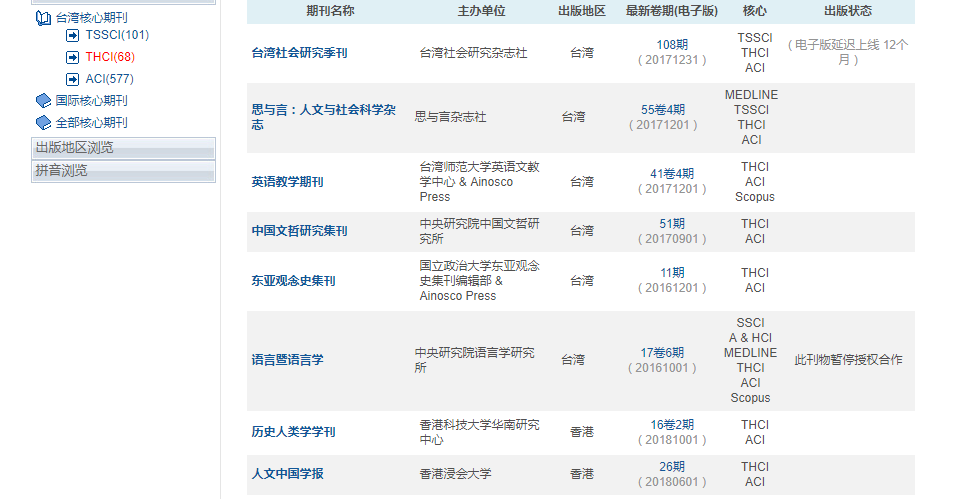 台湾核心期刊
TSSCI(101)
THCI(68)
ACI(577)
国际核心期刊
全部核心期刊
出版地区浏览
拼音浏览
期刊名称 主办单位 出版地区 最新卷期(电子版) 核心 出版状态
台湾社会研究季刊 台湾社会研究杂志社 台湾 108期
( 20171231 )
TSSCI
THCI
ACI
( 电子版延迟上线 12个
月 )
思与言：人文与社会科学杂
志
思与言杂志社 台湾 55卷4期
( 20171201 )
MEDLINE
TSSCI
THCI
ACI
英语教学期刊
台湾师范大学英语文教
学中心 & Ainosco
Press
台湾 41卷4期
( 20171201 )
THCI
ACI
Scopus
中国文哲研究集刊
中央研究院中国文哲研
究所
台湾 51期
( 20170901 )
THCI
ACI
东亚观念史集刊
国立政治大学东亚观念
史集刊编辑部 &
Ainosco Press
台湾 11期
( 20161201 )
THCI
ACI
语言暨语言学
中央研究院语言学研究
所
台湾 17卷6期
( 20161001 )
SSCI
A & HCI
MEDLINE
THCI
ACI
Scopus
此刊物暂停授权合作
历史人类学学刊
香港科技大学华南研究
中心
香港 16卷2期
( 20181001 )
THCI
ACI
人文中国学报 香港浸会大学 香港 26期
( 20180601 )
THCI
ACI